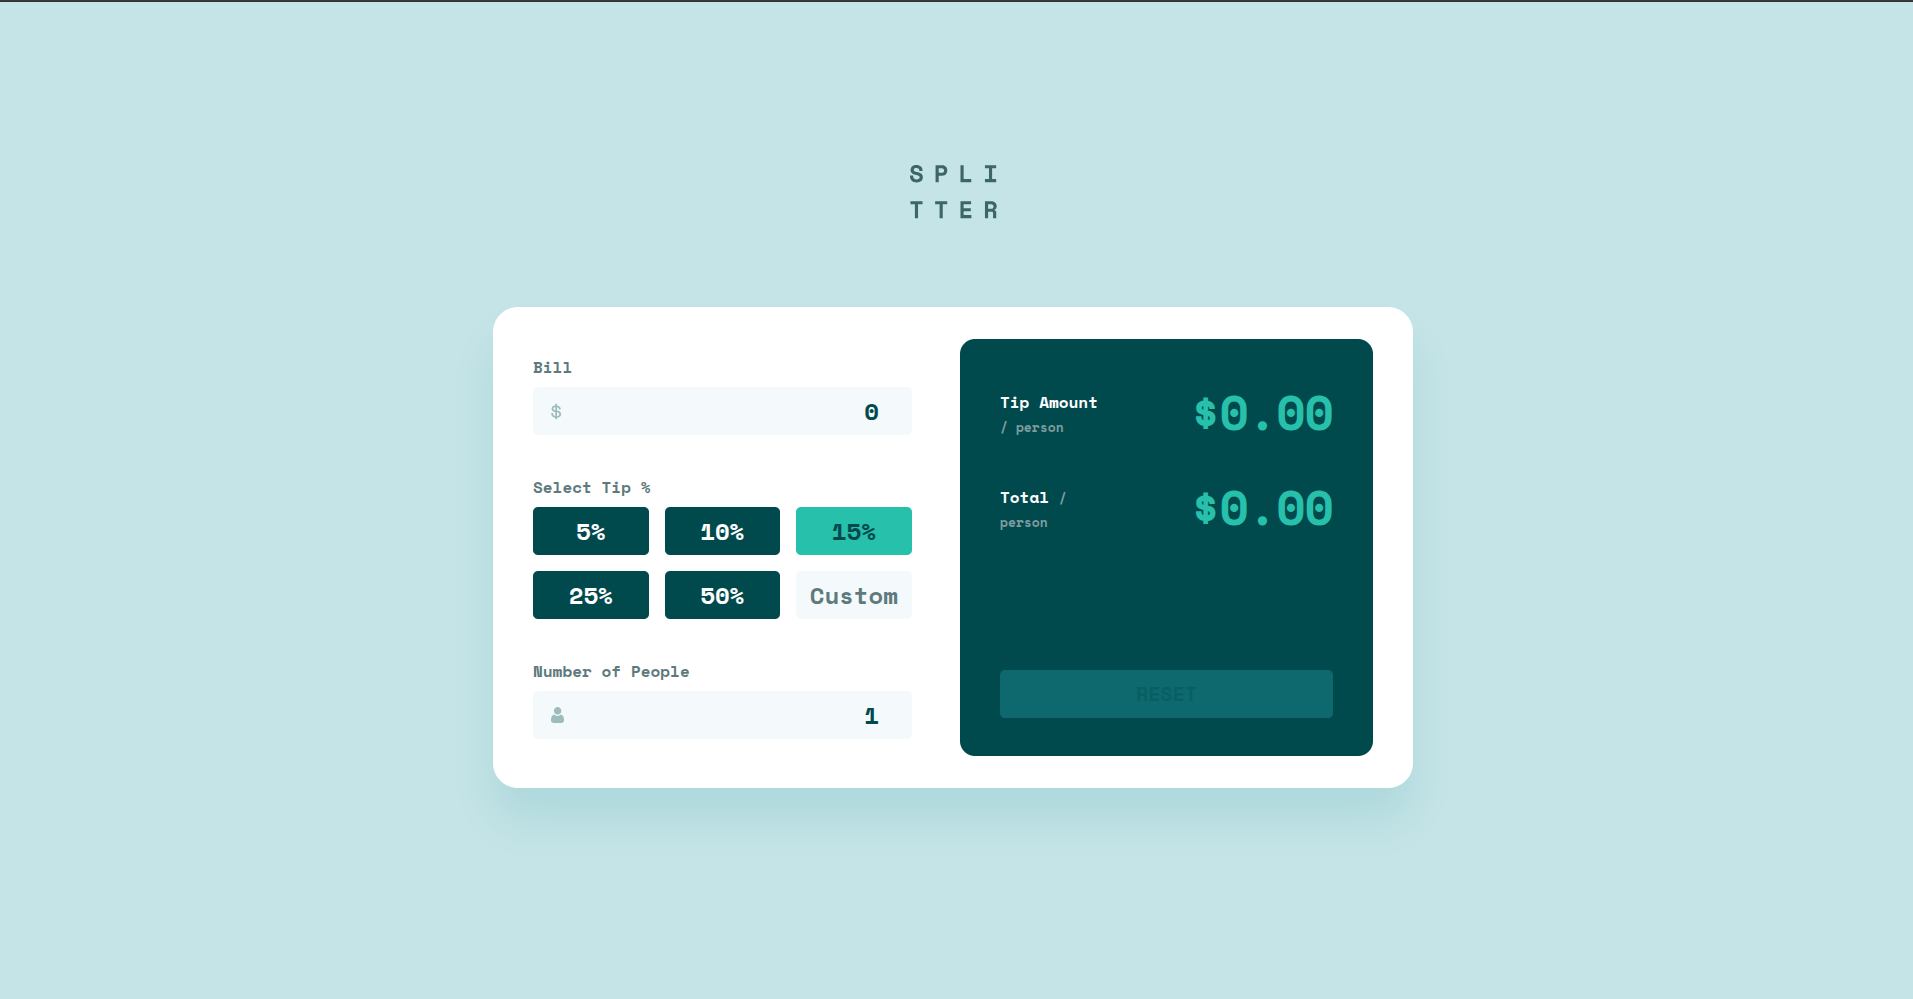 SPLI
TTER
Bill
$ 0
Select Tip %
5% 10% 15%
25% 50% Custom
Number of People
1
Tip Amount
/ person
$0.00
Total /
person
$0.00
RESET